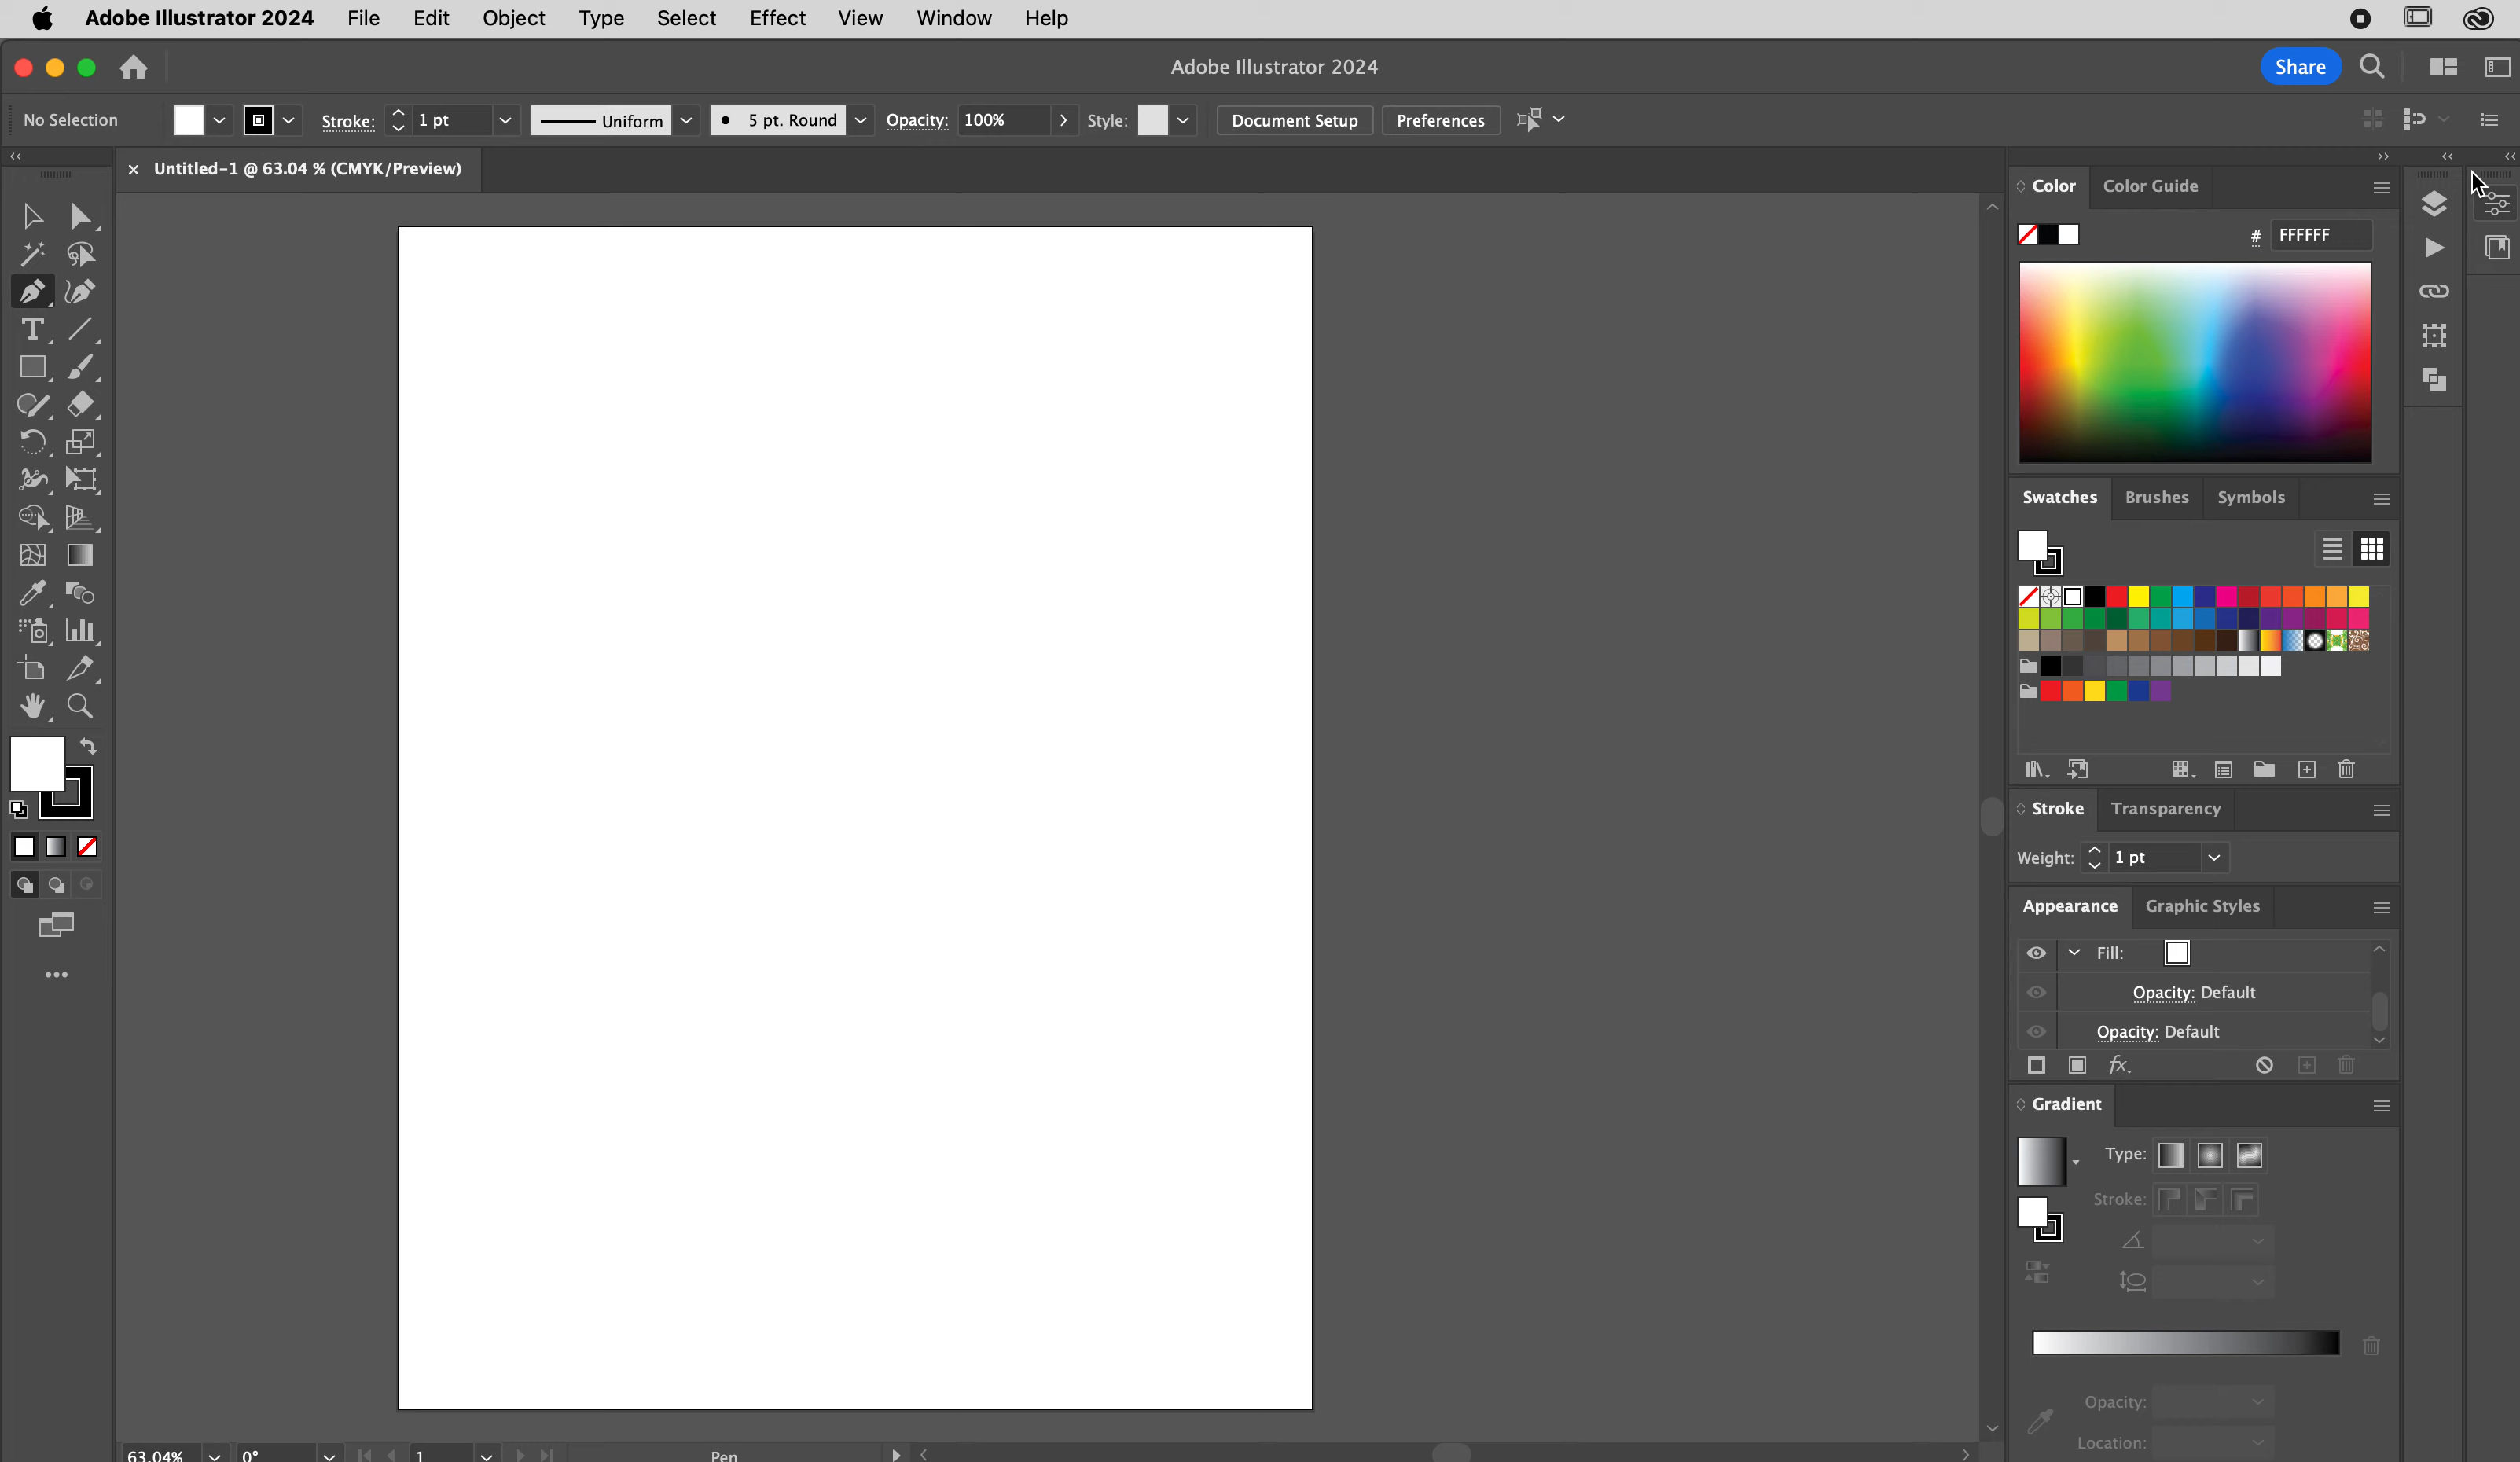 Adobe Illustrator 2024 File Edit Object Type Select Effect View Window Help
Adobe Illustrator 2024
Share
No Selection Stroke: 1 pt Uniform 5 pt. Round Opacity: 100% Style: Document Setup Preferences
× Untitled-1 @ 63.04 % (CMYK/Preview)
Color Color Guide
# FFFFFF
Swatches Brushes Symbols
Stroke Transparency
Weight: 1 pt
Appearance Graphic Styles
Fill:
Opacity: Default
Opacity: Default
fx
Gradient
Type:
Stroke:
Opacity:
Location:
63.04% 0° 1 Pen